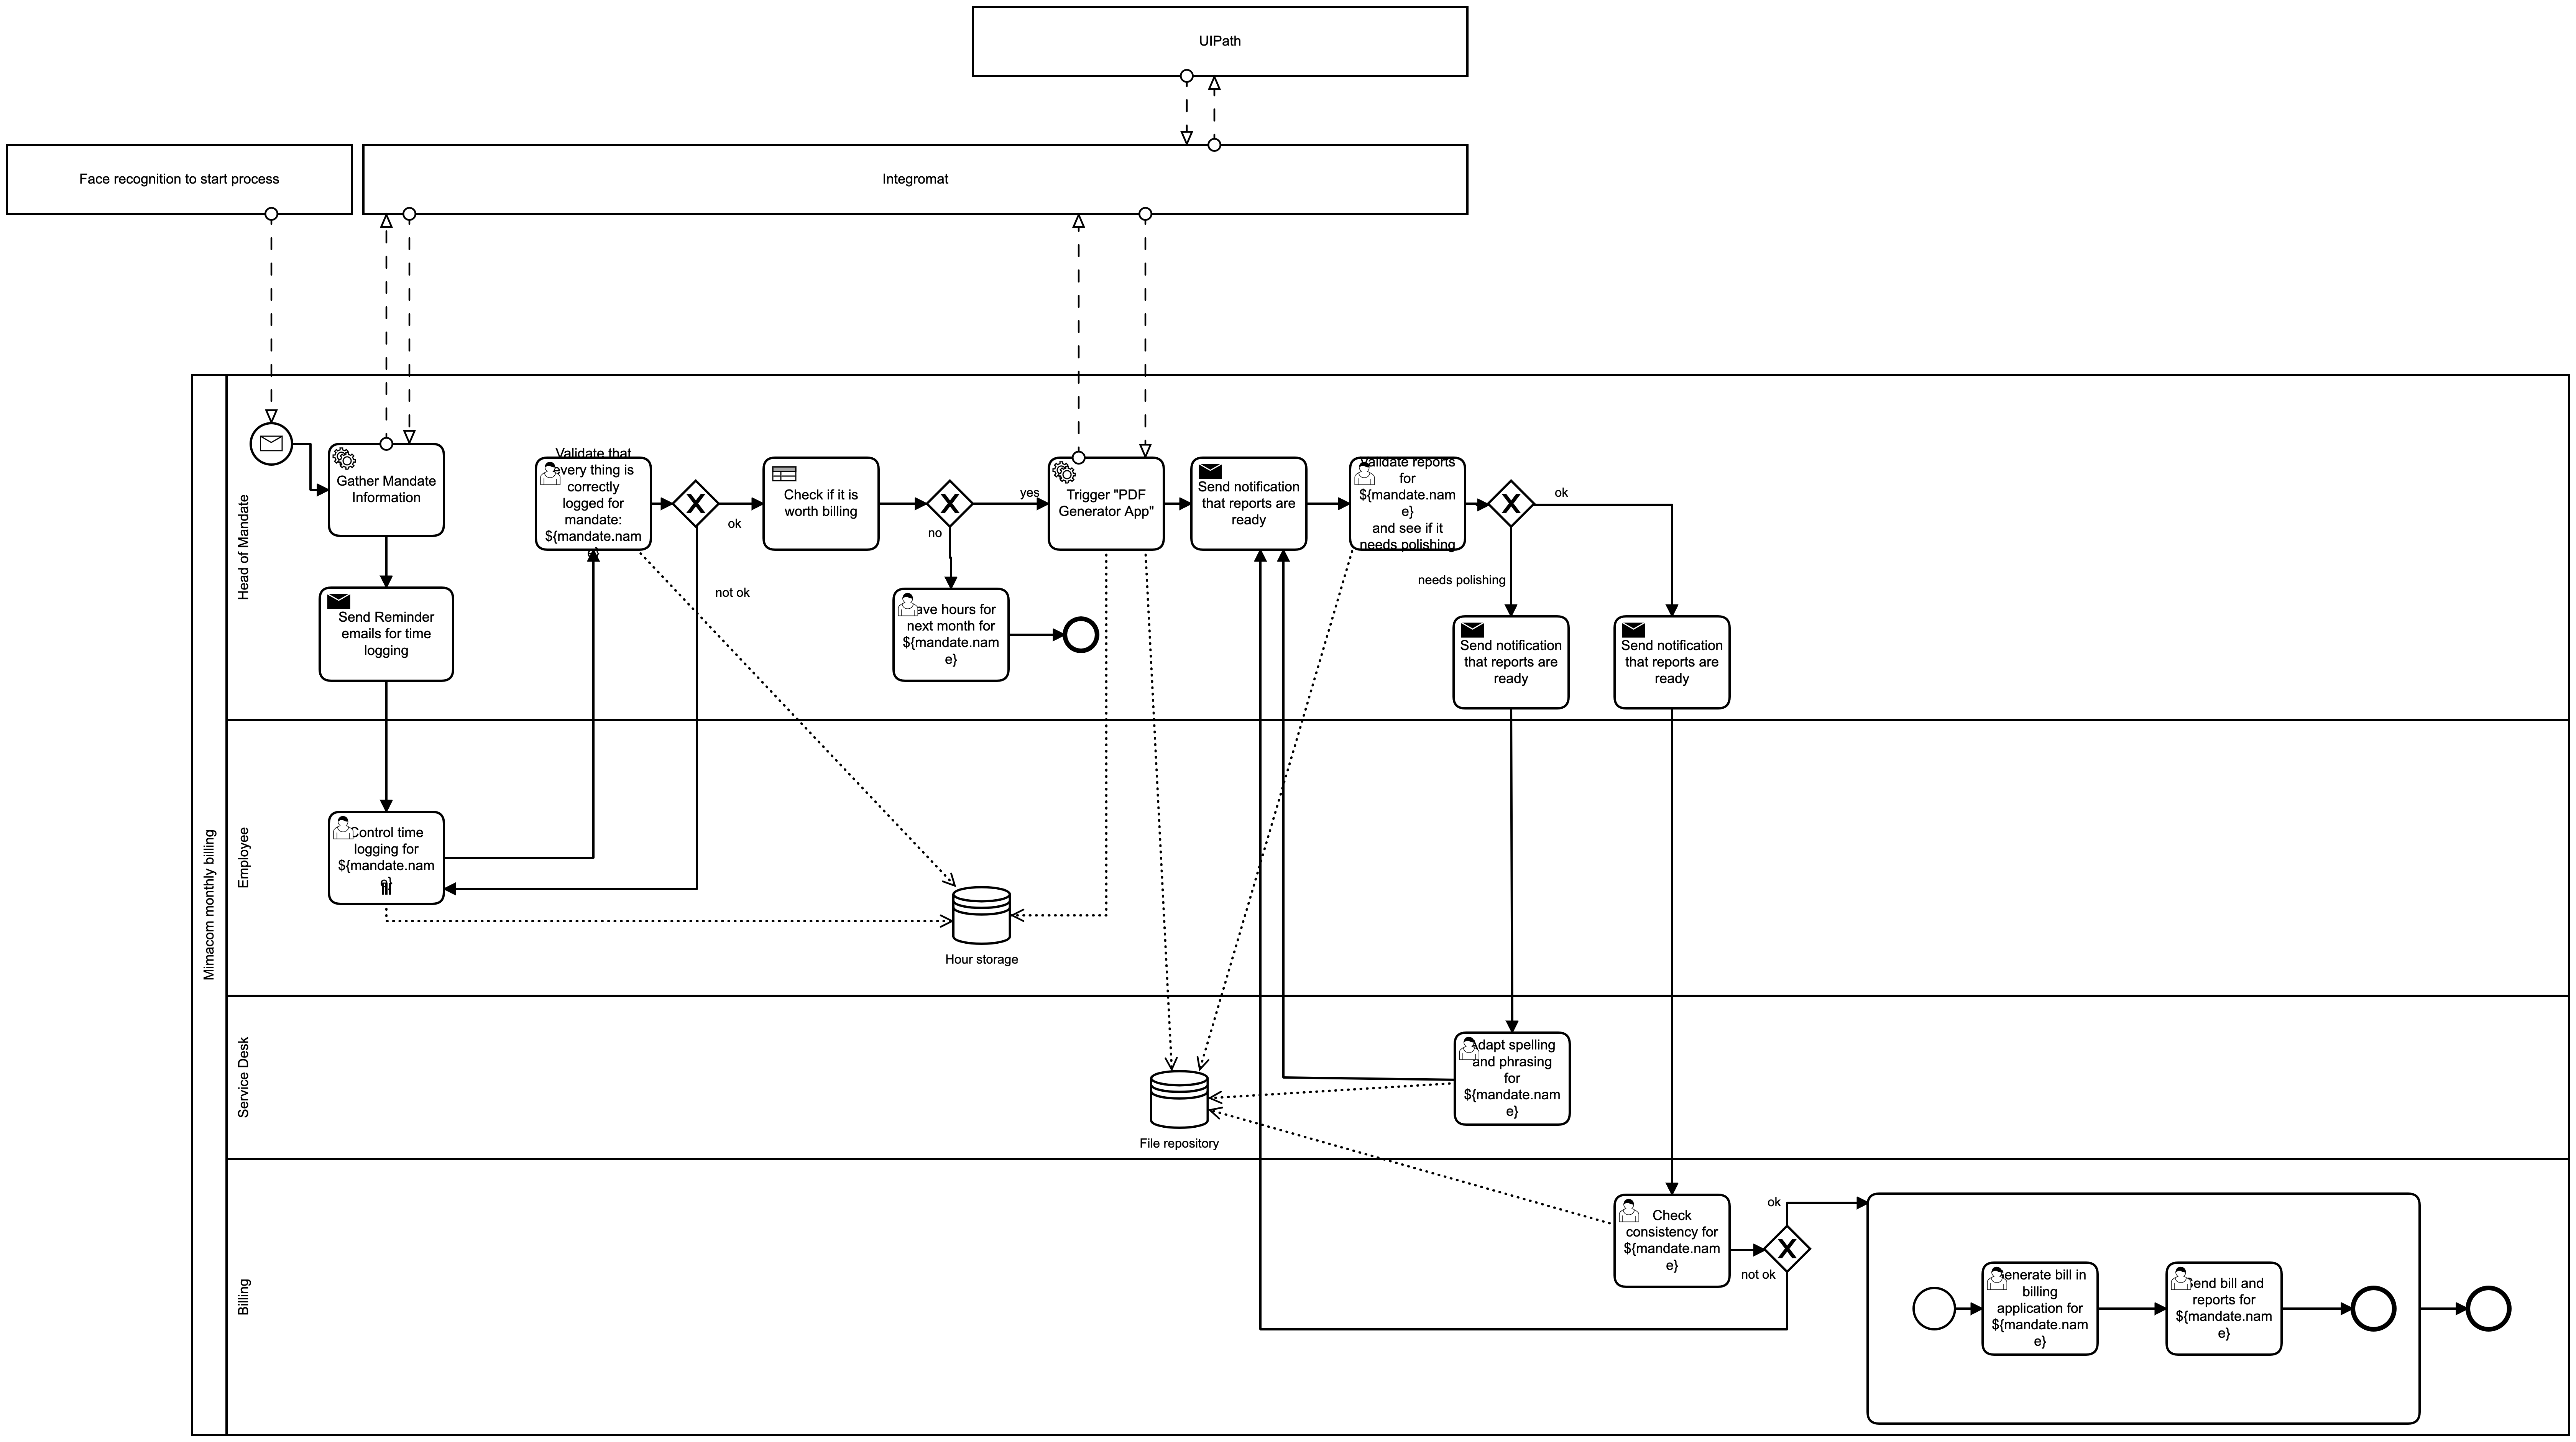 UIPath
Face recognition to start process
Integromat
Mimacom monthly billing
Head of Mandate
Gather Mandate
Information
Send Reminder
emails for time
logging
Validate that
every thing is
correctly
logged for
mandate:
${mandate.nam
e}
ok
not ok
Check if it is
worth billing
yes
no
ave hours for
next month for
${mandate.nam
e}
Trigger "PDF
Generator App"
Send notification
that reports are
ready
Validate reports
for
${mandate.nam
e}
and see if it
needs polishing
ok
needs polishing
Send notification
that reports are
ready
Send notification
that reports are
ready
Employee
Control time
logging for
${mandate.nam
e}
Hour storage
Service Desk
File repository
Adapt spelling
and phrasing
for
${mandate.nam
e}
Billing
Check
consistency for
${mandate.nam
e}
ok
not ok
Generate bill in
billing
application for
${mandate.nam
e}
Send bill and
reports for
${mandate.nam
e}